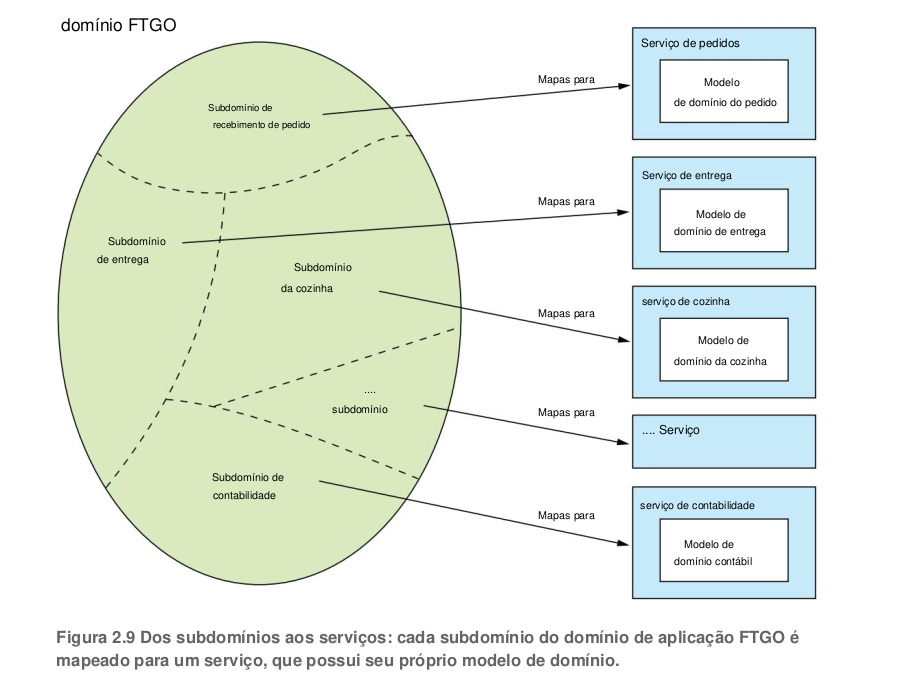 domínio FTGO
Subdomínio de
recebimento de pedido
Mapas para
Serviço de pedidos
Modelo
de domínio do pedido
Subdomínio
de entrega
Mapas para
Serviço de entrega
Modelo de
domínio de entrega
Subdomínio
da cozinha
Mapas para
serviço de cozinha
Modelo de
domínio da cozinha
....
subdomínio
Mapas para
.... Serviço
Subdomínio de
contabilidade
Mapas para
serviço de contabilidade
Modelo de
domínio contábil
Figura 2.9 Dos subdomínios aos serviços: cada subdomínio do domínio de aplicação FTGO é
mapeado para um serviço, que possui seu próprio modelo de domínio.